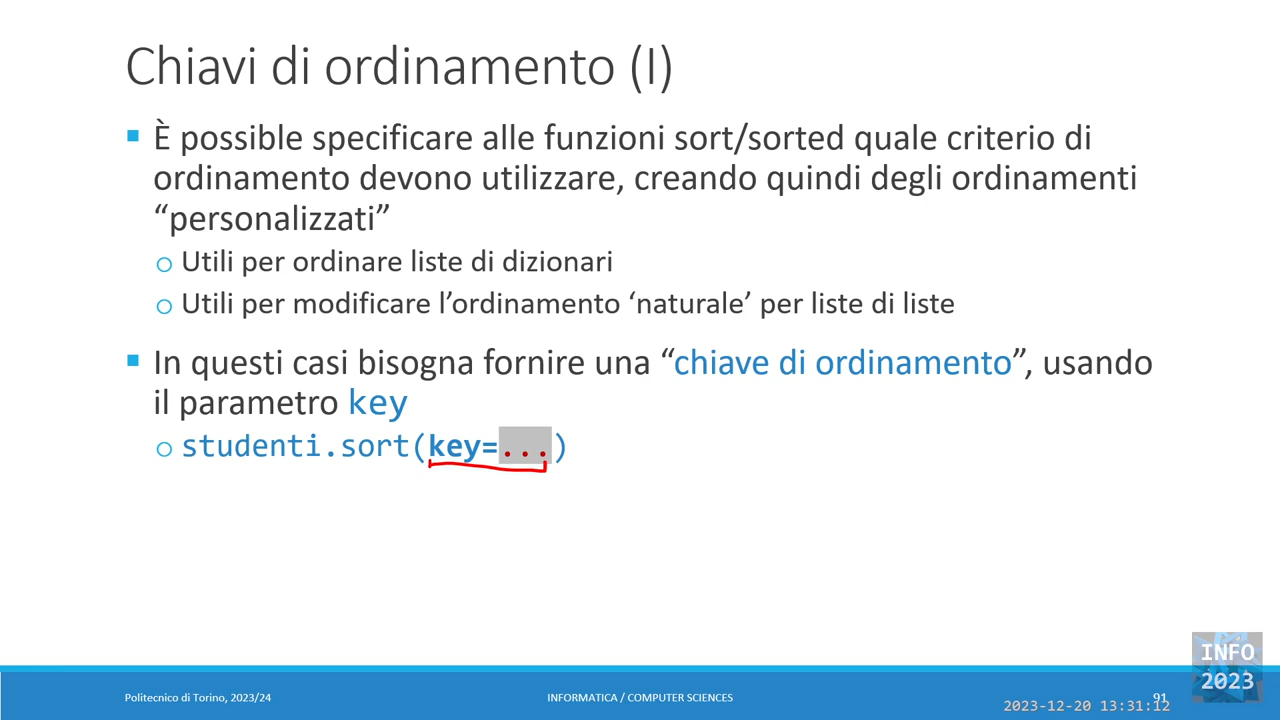 Chiavi di ordinamento (I)
È possible specificare alle funzioni sort/sorted quale criterio di
ordinamento devono utilizzare, creando quindi degli ordinamenti
“personalizzati”
Utili per ordinare liste di dizionari
Utili per modificare l’ordinamento ‘naturale’ per liste di liste
In questi casi bisogna fornire una “chiave di ordinamento”, usando
il parametro key
studenti.sort(key=...)
INFO
2023
Politecnico di Torino, 2023/24
INFORMATICA / COMPUTER SCIENCES
91
2023-12-20 13:31:12